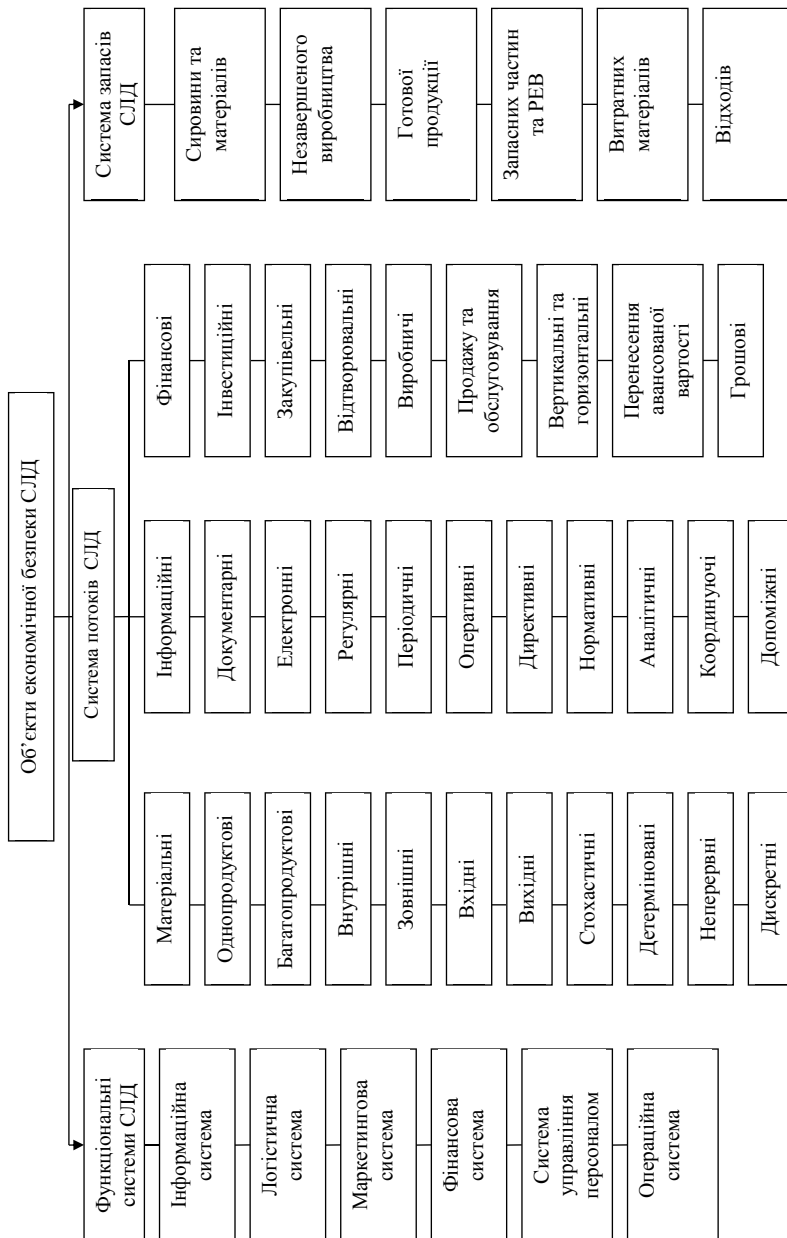 Об’єкти економічної безпеки СЛД
Функціональні
системи СЛД
Інформаційна
система
Логістична
система
Маркетингова
система
Фінансова
система
Система
управління
персоналом
Операційна
система
Система потоків СЛД
Матеріальні
Однопродуктові
Багатопродуктові
Внутрішні
Зовнішні
Вхідні
Вихідні
Стохастичні
Детерміновані
Неперервні
Дискретні
Інформаційні
Документарні
Електронні
Регулярні
Періодичні
Оперативні
Директивні
Нормативні
Аналітичні
Координуючі
Допоміжні
Фінансові
Інвестиційні
Закупівельні
Відтворювальні
Виробничі
Продажу та
обслуговування
Вертикальні та
горизонтальні
Перенесення
авансованої
вартості
Грошові
Система запасів
СЛД
Сировини та
матеріалів
Незавершеного
виробництва
Готової
продукції
Запасних частин
та РЕВ
Витратних
матеріалів
Відходів